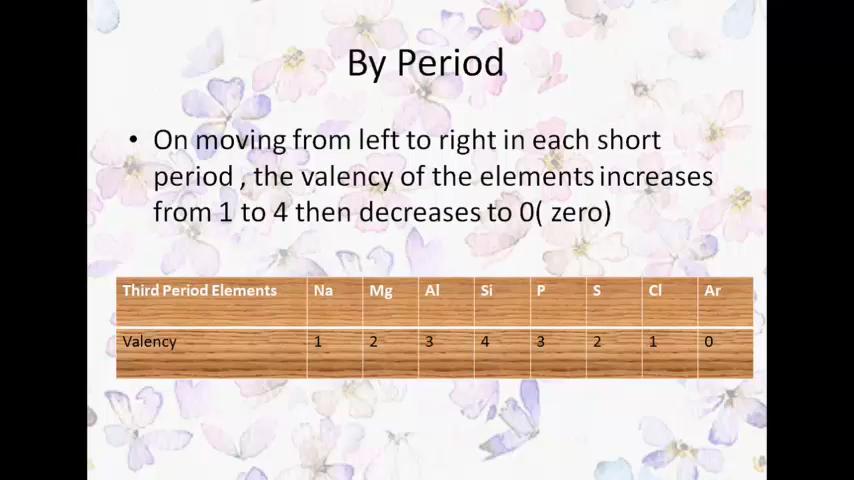 By Period
• On moving from left to right in each short
period , the valency of the elements increases
from 1 to 4 then decreases to 0( zero)
Third Period Elements Na Mg Al Si P S Cl Ar
Valency 1 2 3 4 3 2 1 0